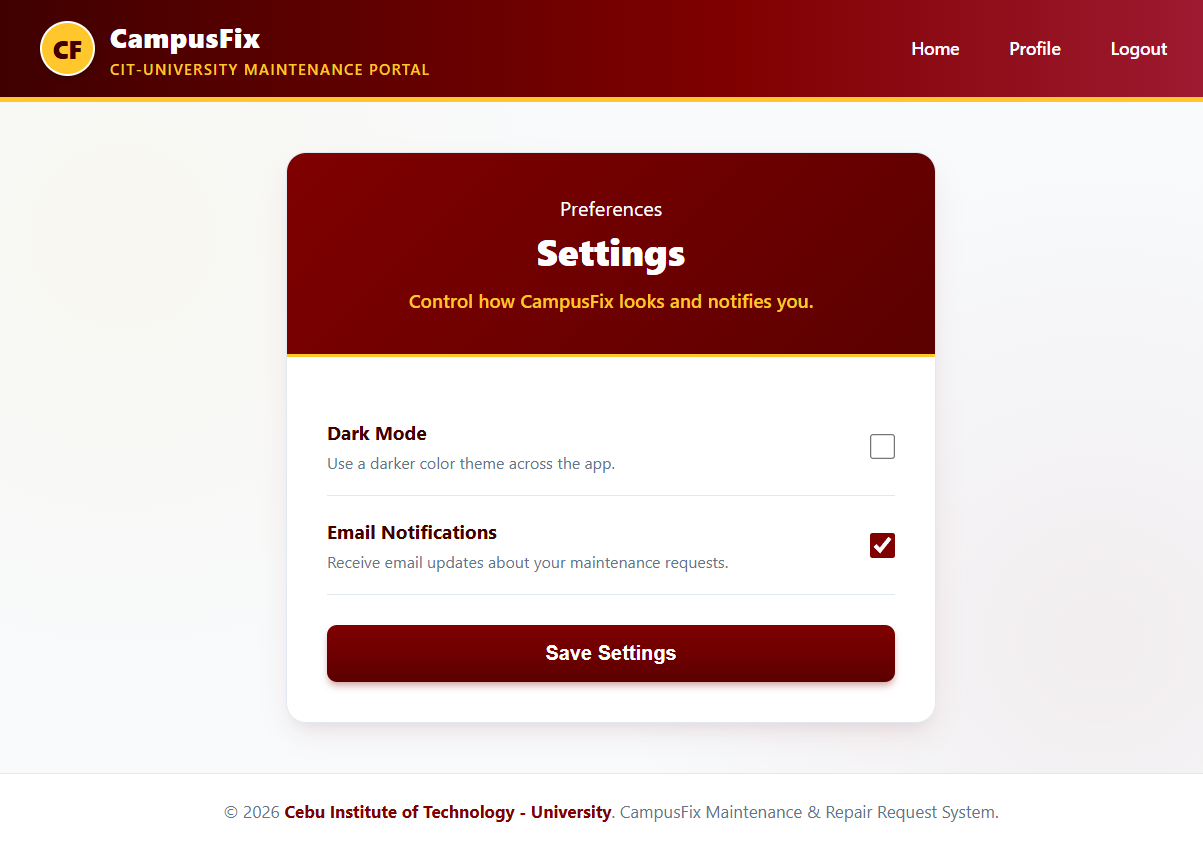 CF
CampusFix
CIT-UNIVERSITY MAINTENANCE PORTAL
Home Profile Logout
Preferences
Settings
Control how CampusFix looks and notifies you.
Dark Mode
Use a darker color theme across the app.
Email Notifications
Receive email updates about your maintenance requests.
Save Settings
© 2026 Cebu Institute of Technology - University. CampusFix Maintenance & Repair Request System.